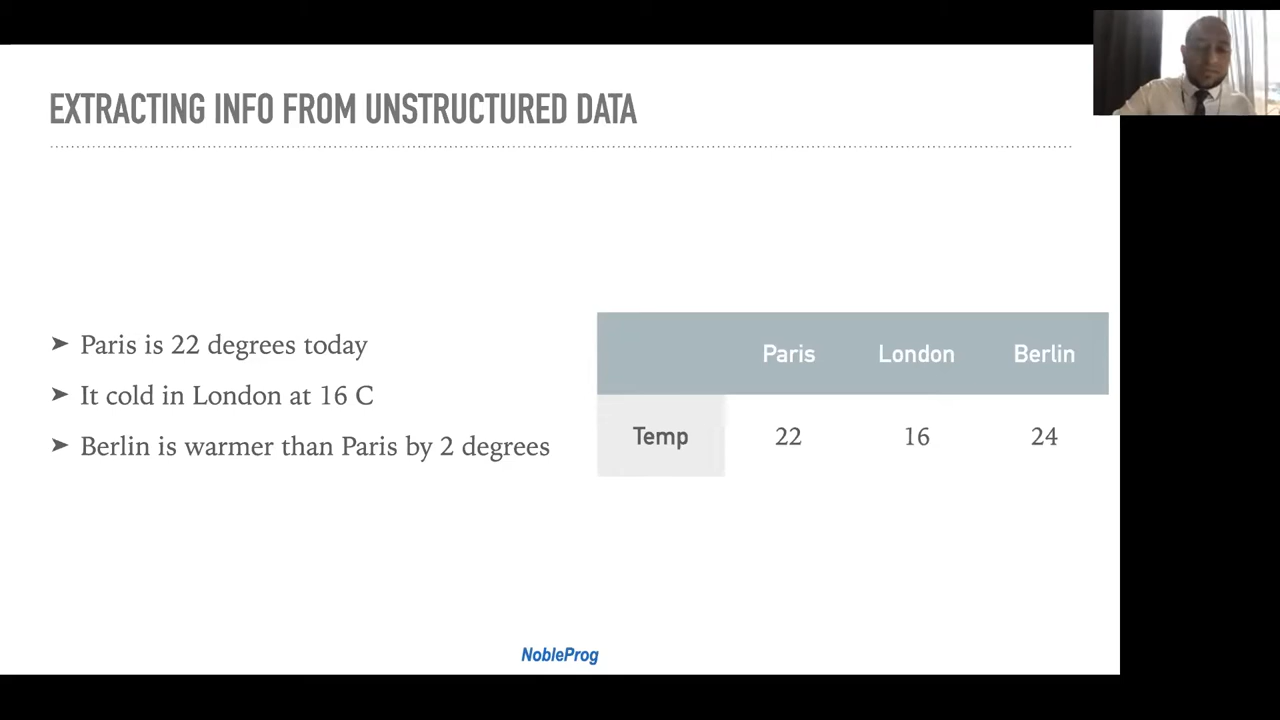 EXTRACTING INFO FROM UNSTRUCTURED DATA
➤ Paris is 22 degrees today
➤ It cold in London at 16 C
➤ Berlin is warmer than Paris by 2 degrees
Paris London Berlin
Temp 22 16 24
NobleProg